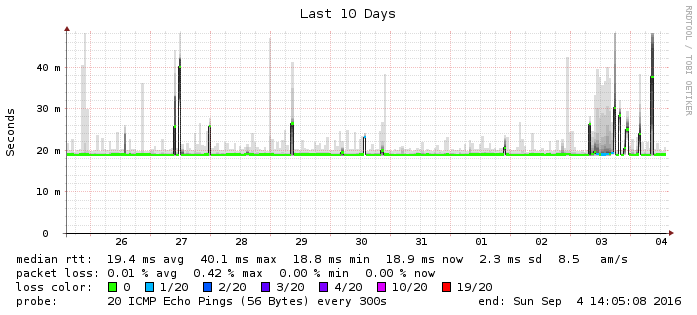 Last 10 Days
RRDTOOL / TOBI OETIKER
Seconds
40 m
30 m
20 m
10 m
0
26 27 28 29 30 31 01 02 03 04
median rtt: 19.4 ms avg 40.1 ms max 18.8 ms min 18.9 ms now 2.3 ms sd 8.5 am/s
packet loss: 0.01 % avg 0.42 % max 0.00 % min 0.00 % now
loss color: 0 1/20 2/20 3/20 4/20 10/20 19/20
probe: 20 ICMP Echo Pings (56 Bytes) every 300s end: Sun Sep 4 14:05:08 2016